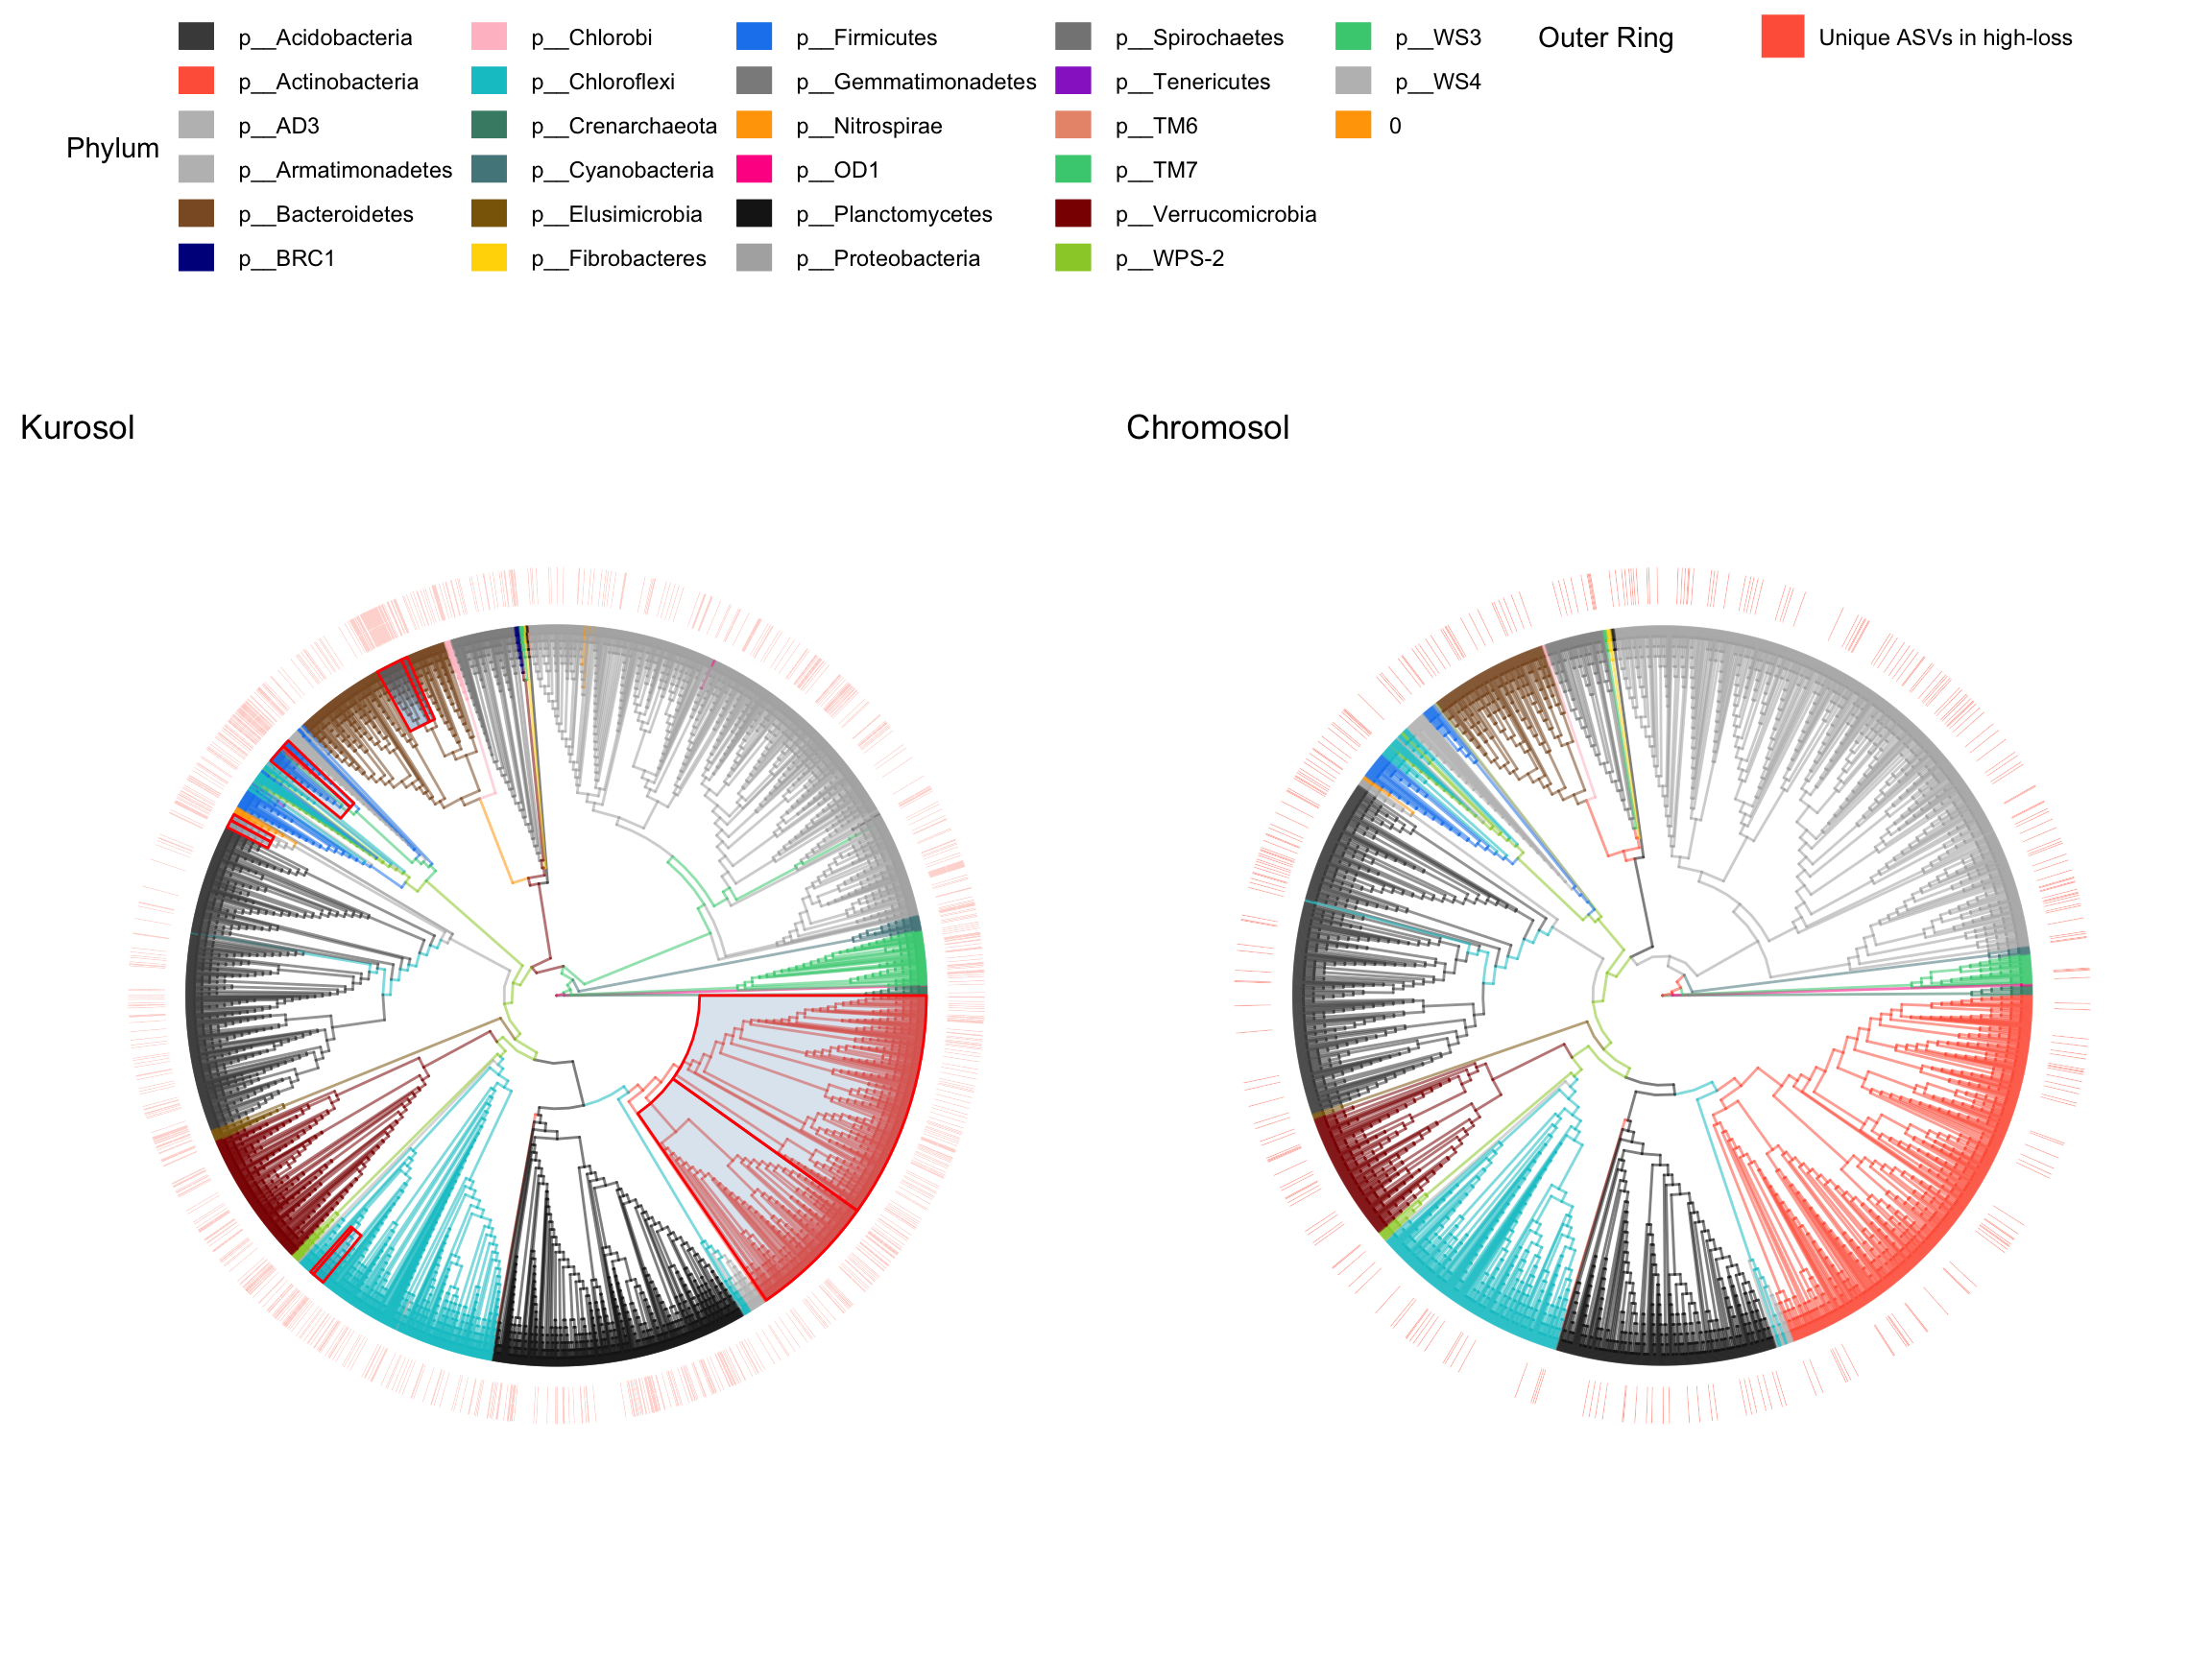 Phylum
p__Acidobacteria
p__Actinobacteria
p__AD3
p__Armatimonadetes
p__Bacteroidetes
p__BRC1
p__Chlorobi
p__Chloroflexi
p__Crenarchaeota
p__Cyanobacteria
p__Elusimicrobia
p__Fibrobacteres
p__Firmicutes
p__Gemmatimonadetes
p__Nitrospirae
p__OD1
p__Planctomycetes
p__Proteobacteria
p__Spirochaetes
p__Tenericutes
p__TM6
p__TM7
p__Verrucomicrobia
p__WPS-2
p__WS3
p__WS4
0
Outer Ring
Unique ASVs in high-loss
Kurosol
Chromosol